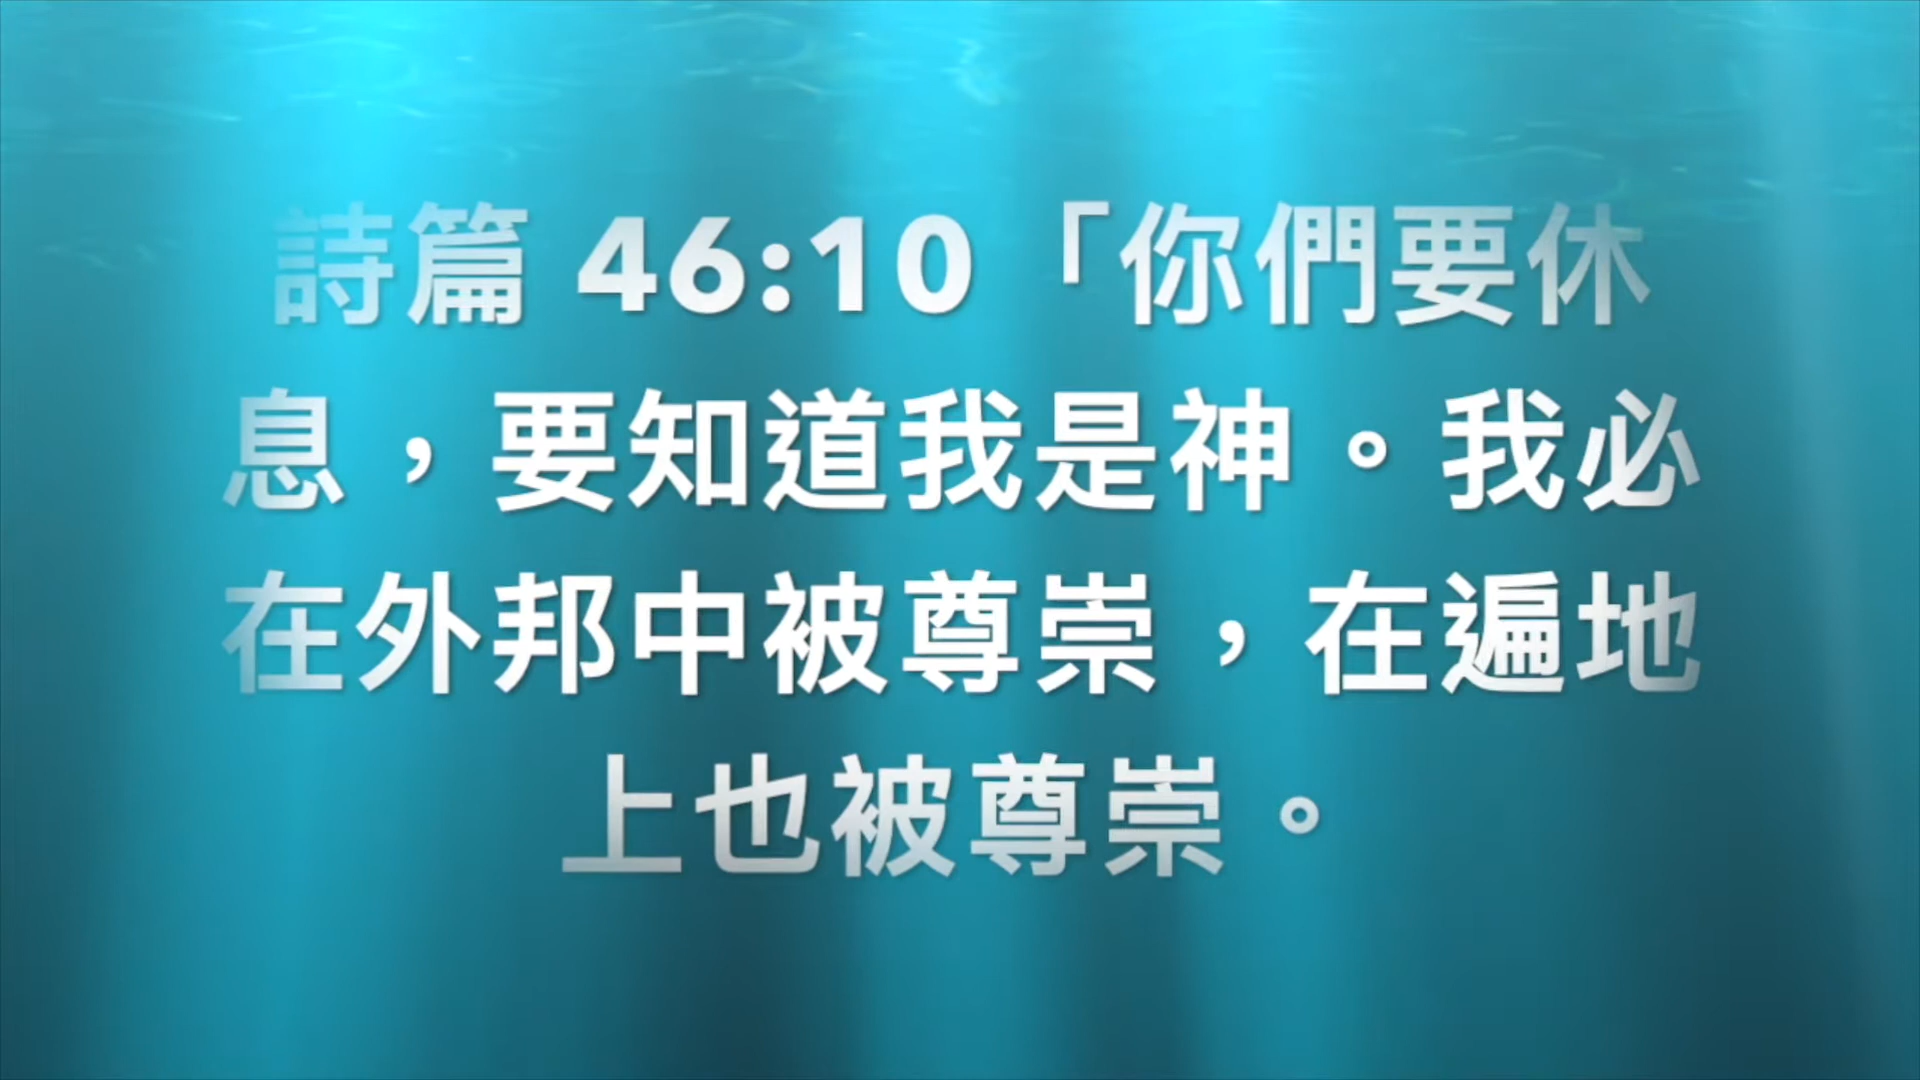 詩篇 46:10「你們要休
息，要知道我是神。我必
在外邦中被尊崇，在遍地
上也被尊崇。